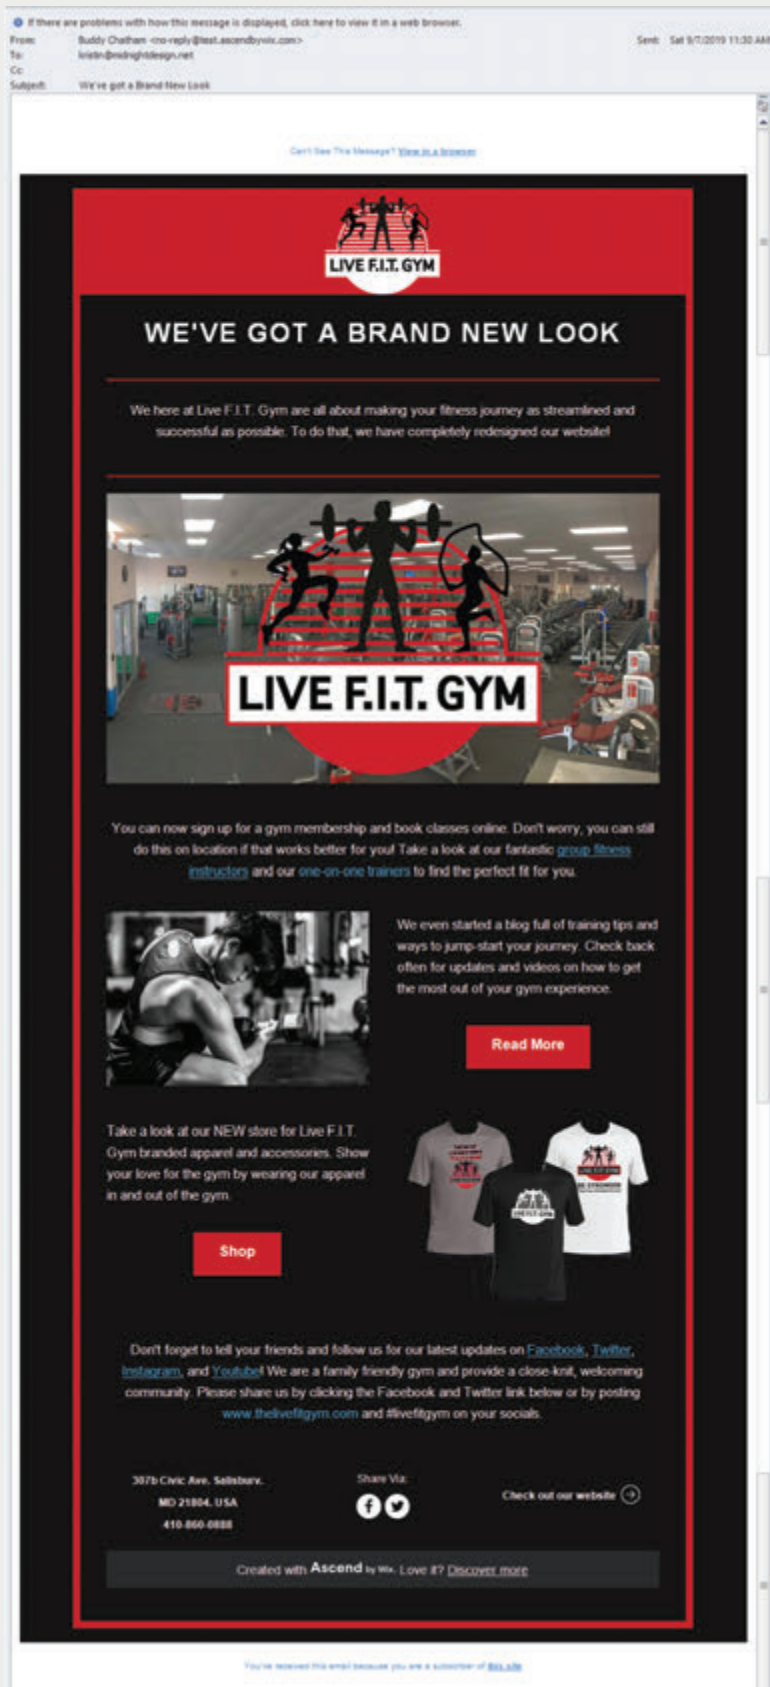 If there are problems with how this message is displayed, click here to view it in a web browser.
From: Buddy Chatham <no-reply@test.ascendbywix.com> Sent: Sat 9/7/2019 11:30 AM
To: kristin@midnightdesign.net
Cc:
Subject: We've got a Brand New Look
Can't See This Message? View in a browser
LIVE F.I.T. GYM
WE'VE GOT A BRAND NEW LOOK
We here at Live F.I.T. Gym are all about making your fitness journey as streamlined and
successful as possible. To do that, we have completely redesigned our website!
LIVE F.I.T. GYM
You can now sign up for a gym membership and book classes online. Don't worry, you can still
do this on location if that works better for you! Take a look at our fantastic group fitness
instructors and our one-on-one trainers to find the perfect fit for you.
We even started a blog full of training tips and
ways to jump-start your journey. Check back
often for updates and videos on how to get
the most out of your gym experience.
Read More
Take a look at our NEW store for Live F.I.T.
Gym branded apparel and accessories. Show
your love for the gym by wearing our apparel
in and out of the gym.
Shop
LIVE F.I.T. GYM
LIVE F.I.T. GYM
Don't forget to tell your friends and follow us for our latest updates on Facebook, Twitter,
Instagram, and Youtube! We are a family friendly gym and provide a close-knit, welcoming
community. Please share us by clicking the Facebook and Twitter link below or by posting
www.thelivefitgym.com and #livefitgym on your socials.
307b Civic Ave. Salisbury,
MD 21804, USA
410-860-0888
Share Via:
Check out our website
Created with Ascend by Wix. Love it? Discover more
You've received this email because you are a subscriber of this site